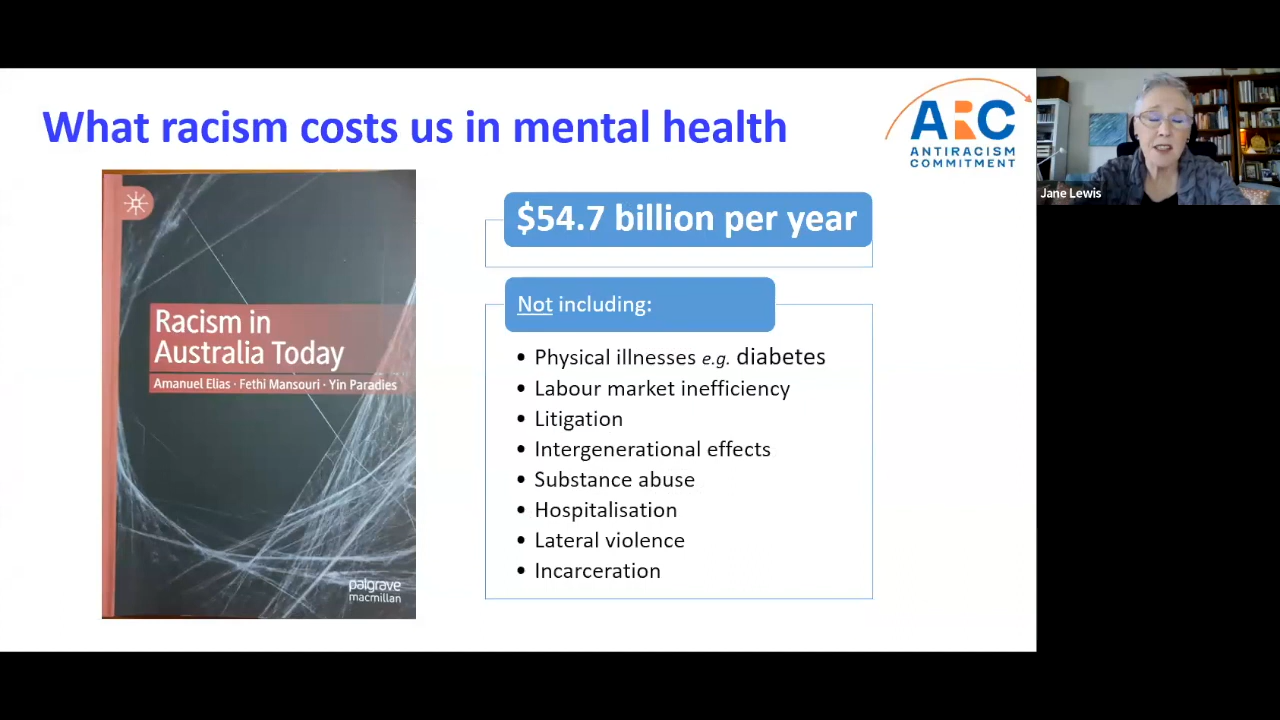 What racism costs us in mental health
ARC
ANTIRACISM
COMMITMENT
Jane Lewis
Racism in
Australia Today
Amanuel Elias · Fethi Mansouri · Yin Paradies
palgrave
macmillan
$54.7 billion per year
Not including:
• Physical illnesses e.g. diabetes
• Labour market inefficiency
• Litigation
• Intergenerational effects
• Substance abuse
• Hospitalisation
• Lateral violence
• Incarceration